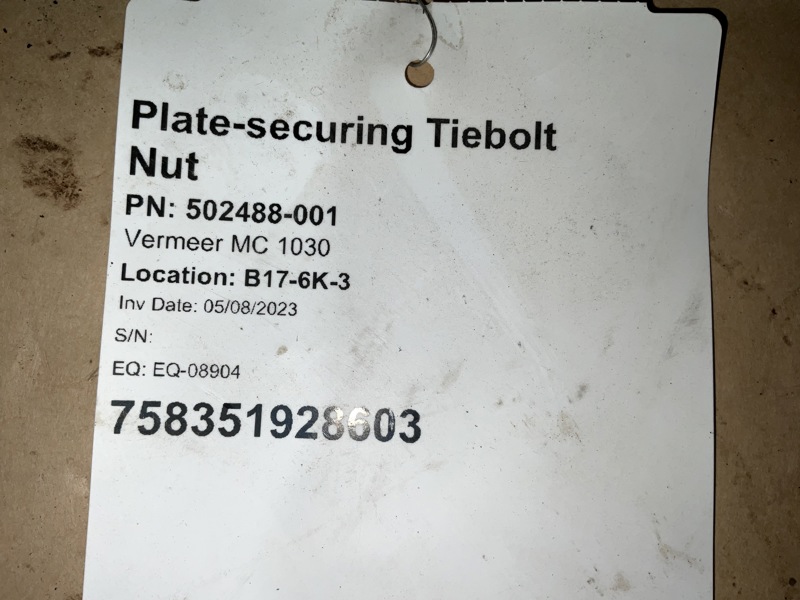 Plate-securing Tiebolt
Nut
PN: 502488-001
Vermeer MC 1030
Location: B17-6K-3
Inv Date: 05/08/2023
S/N:
EQ: EQ-08904
758351928603